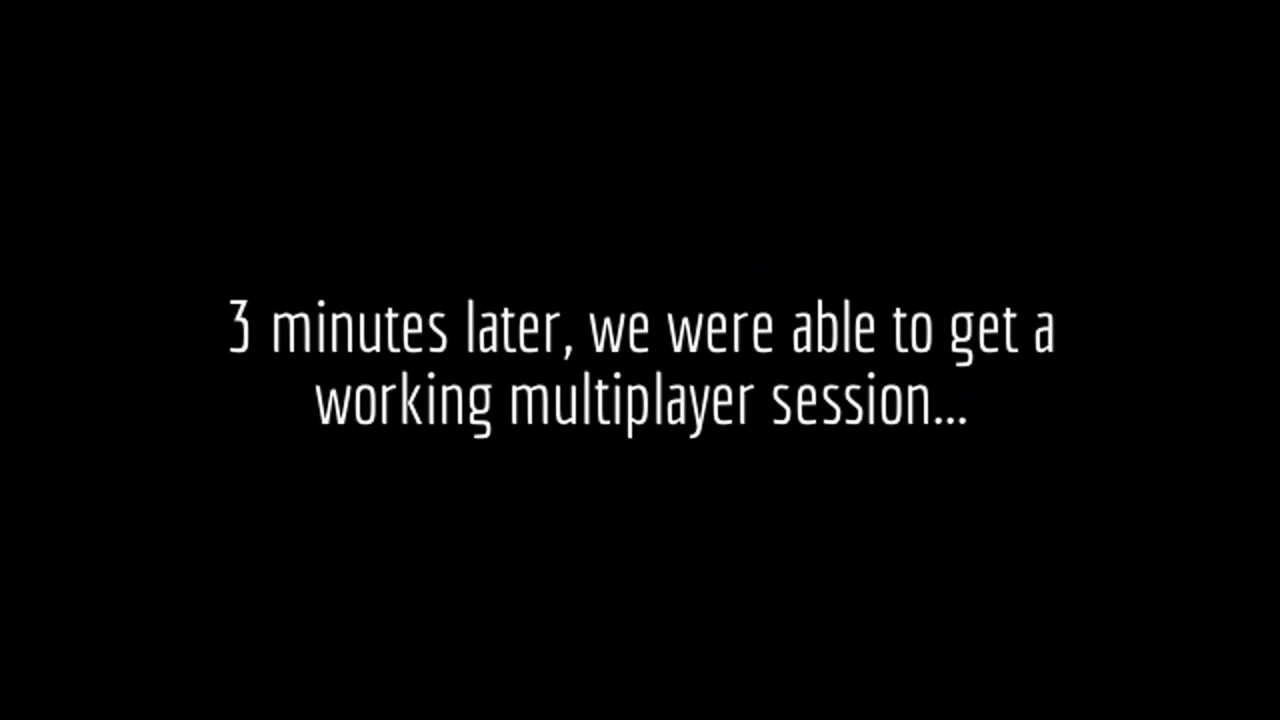 3 minutes later, we were able to get a
working multiplayer session...